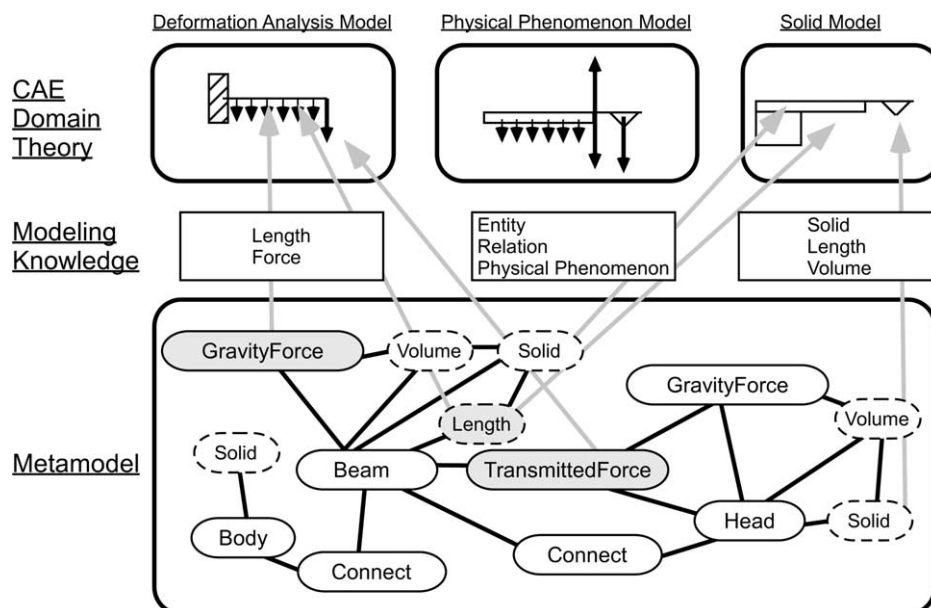 Deformation Analysis Model
Physical Phenomenon Model
Solid Model
CAE
Domain
Theory
Modeling
Knowledge
Length
Force
Entity
Relation
Physical Phenomenon
Solid
Length
Volume
Metamodel
GravityForce
Volume
Solid
GravityForce
Volume
Length
Solid
Beam
TransmittedForce
Head
Solid
Body
Connect
Connect